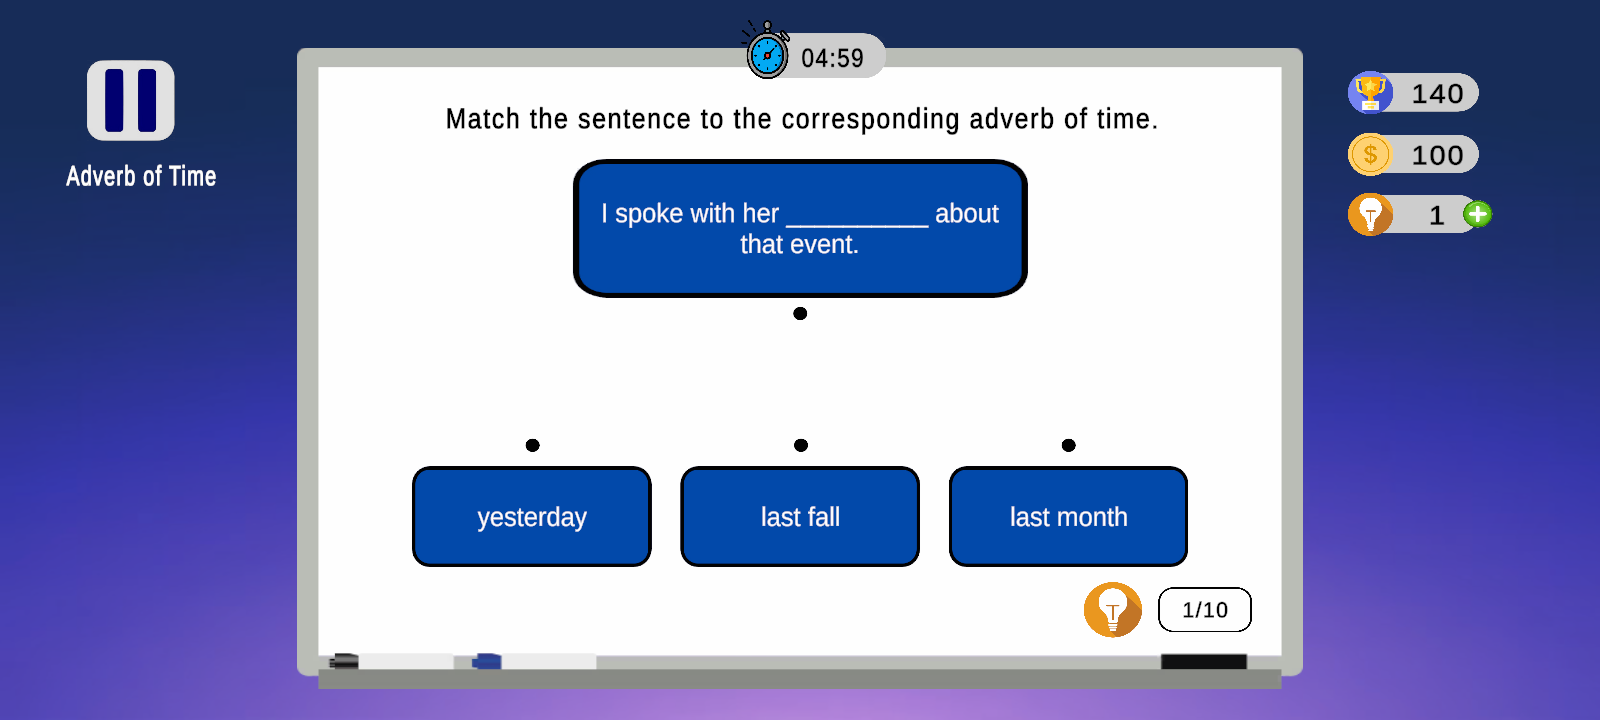 04:59
Adverb of Time
140
100
1
Match the sentence to the corresponding adverb of time.
I spoke with her __________ about
that event.
yesterday
last fall
last month
1/10